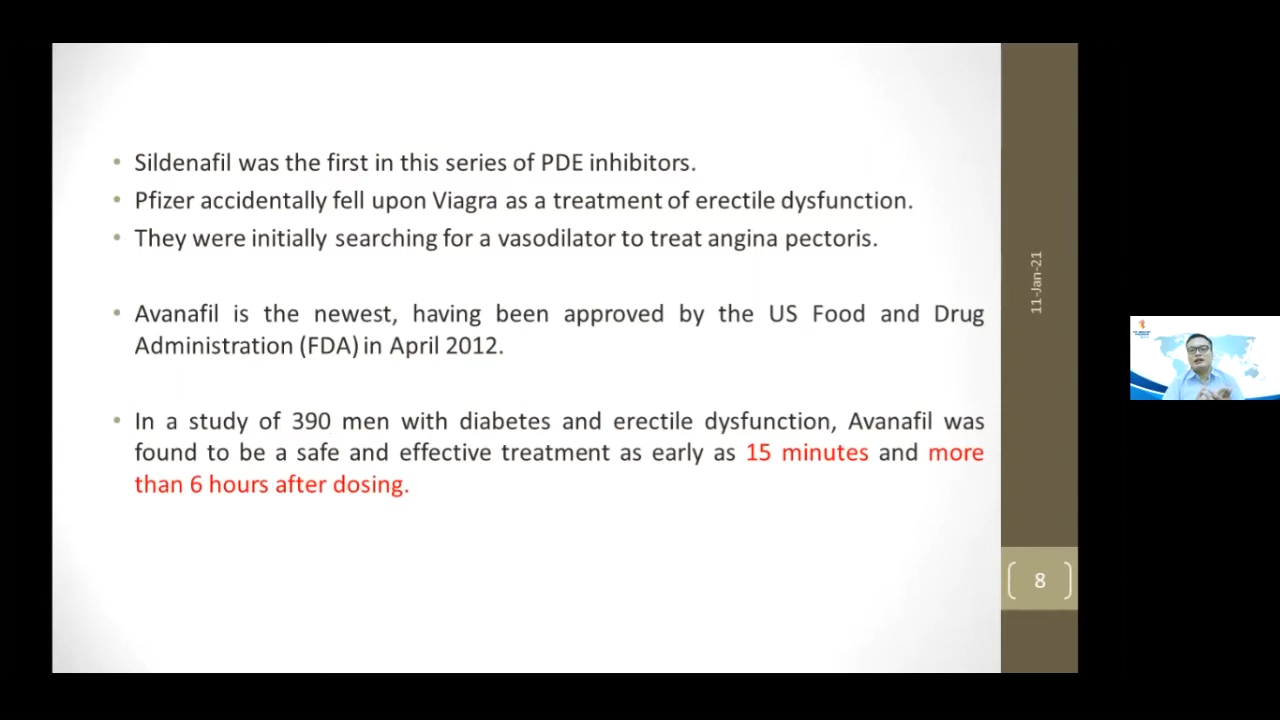 • Sildenafil was the first in this series of PDE inhibitors.
• Pfizer accidentally fell upon Viagra as a treatment of erectile dysfunction.
• They were initially searching for a vasodilator to treat angina pectoris.
• Avanafil is the newest, having been approved by the US Food and Drug
Administration (FDA) in April 2012.
• In a study of 390 men with diabetes and erectile dysfunction, Avanafil was
found to be a safe and effective treatment as early as 15 minutes and more
than 6 hours after dosing.
11-Jan-21
8